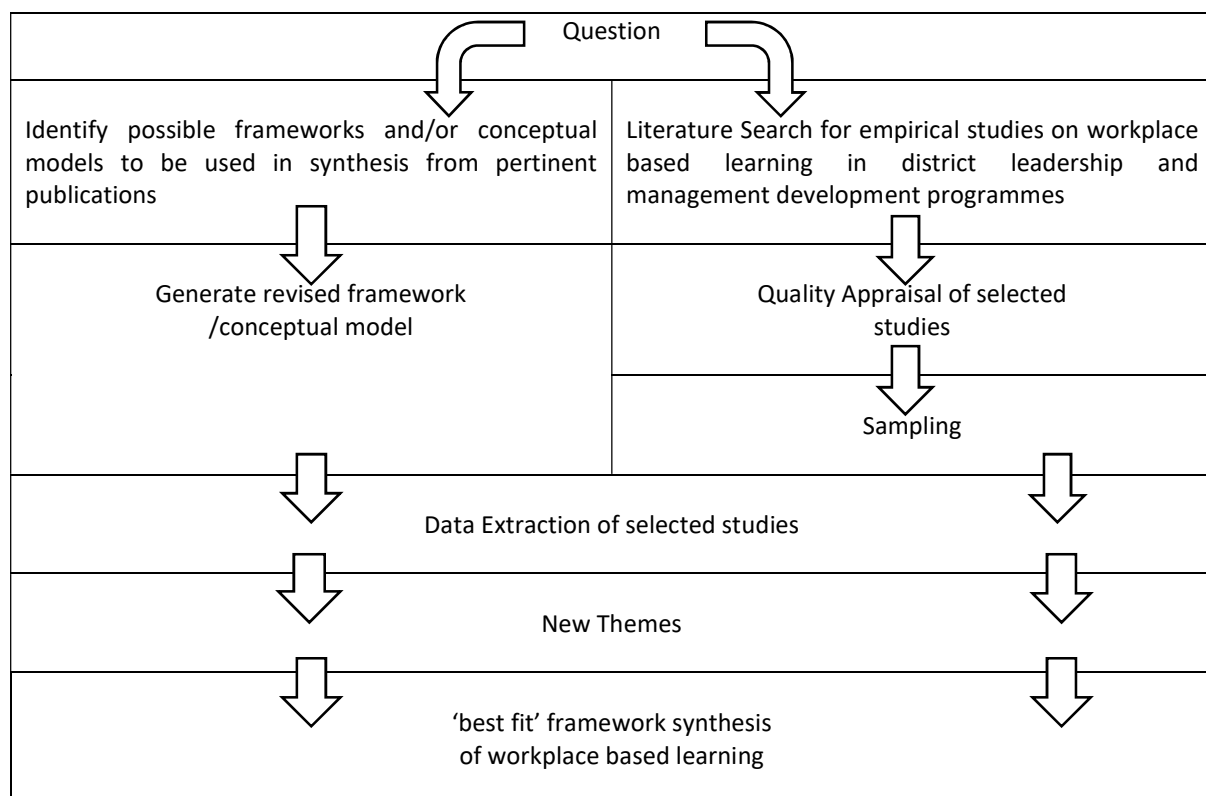 Question
Identify possible frameworks and/or conceptual
models to be used in synthesis from pertinent
publications
Literature Search for empirical studies on workplace
based learning in district leadership and
management development programmes
Generate revised framework
/conceptual model
Quality Appraisal of selected
studies
Sampling
Data Extraction of selected studies
New Themes
‘best fit’ framework synthesis
of workplace based learning